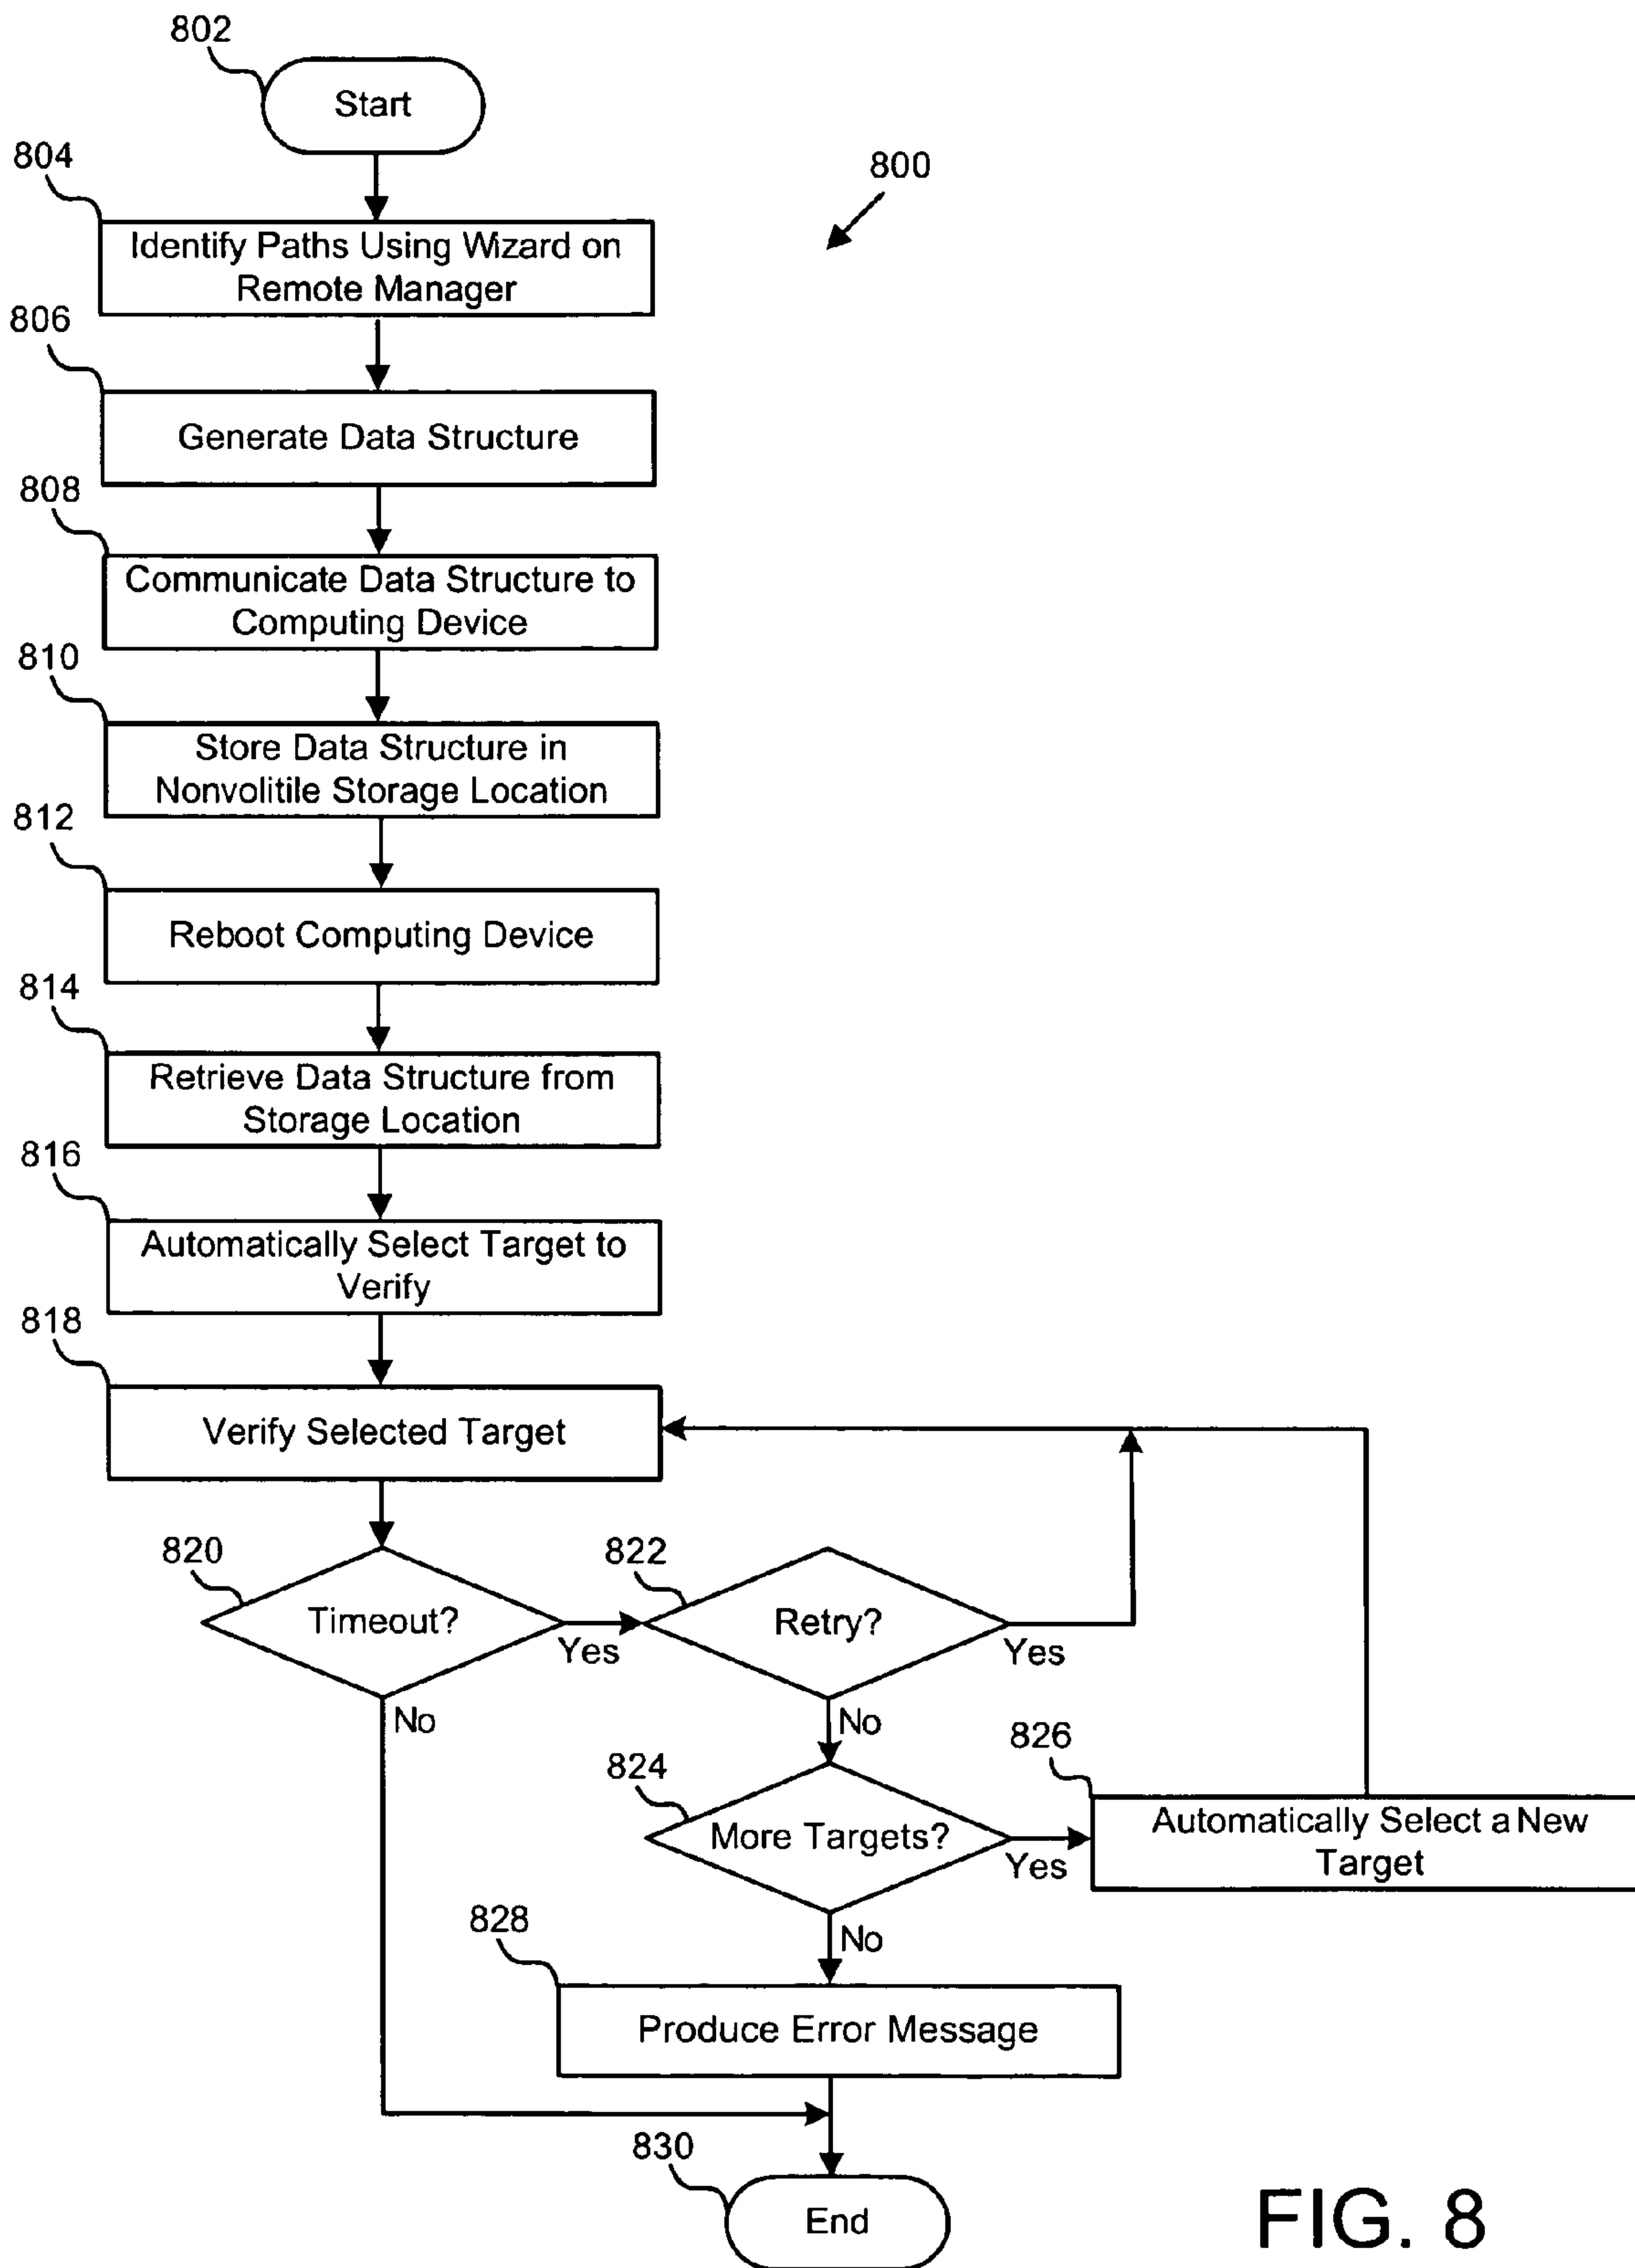 802
Start
804
800
Identify Paths Using Wizard on
Remote Manager
806
Generate Data Structure
808
Communicate Data Structure to
Computing Device
810
Store Data Structure in
Nonvolitile Storage Location
812
Reboot Computing Device
814
Retrieve Data Structure from
Storage Location
816
Automatically Select Target to
Verify
818
Verify Selected Target
820
Timeout?
Yes
No
822
Retry?
Yes
No
824
More Targets?
Yes
No
826
Automatically Select a New
Target
828
Produce Error Message
830
End
FIG. 8